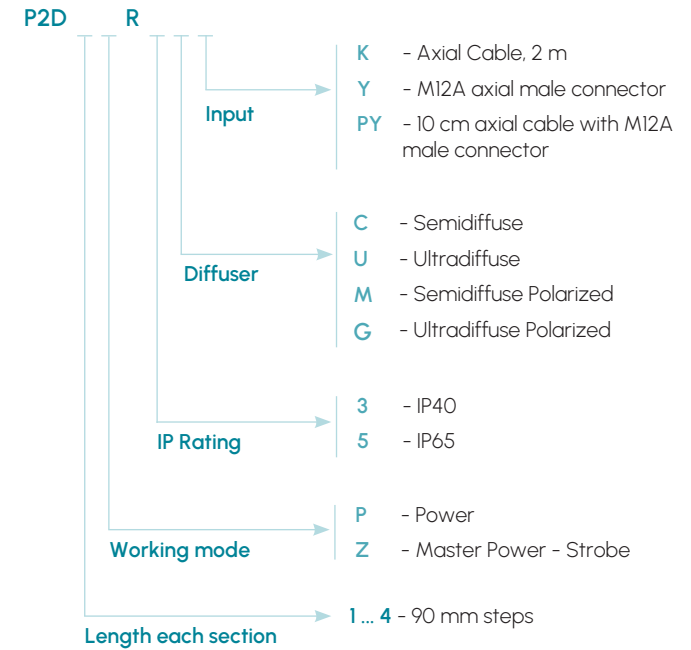 P2D R
K - Axial Cable, 2 m
Y - M12A axial male connector
Input
PY - 10 cm axial cable with M12A
male connector
C - Semidiffuse
U - Ultradiffuse
Diffuser
M - Semidiffuse Polarized
G - Ultradiffuse Polarized
3 - IP40
IP Rating
5 - IP65
P - Power
Working mode
Z - Master Power - Strobe
1 ... 4 - 90 mm steps
Length each section